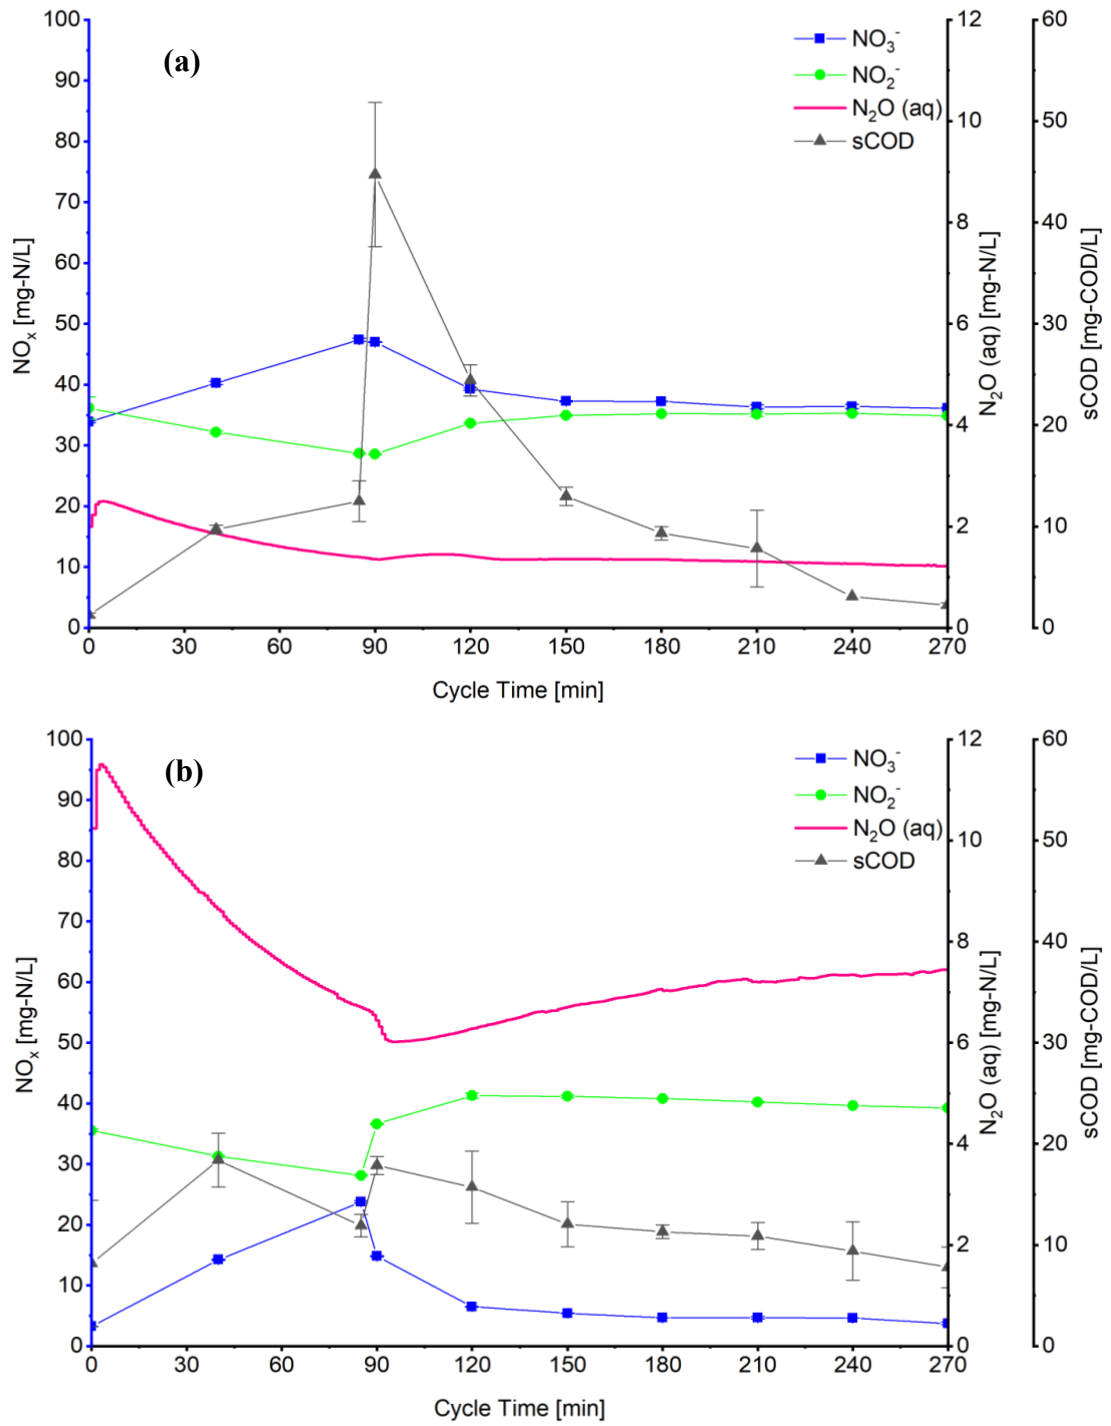 (a)
NO₃⁻
NO₂⁻
N₂O (aq)
sCOD
NOₓ [mg-N/L]
100
90
80
70
60
50
40
30
20
10
0
N₂O (aq) [mg-N/L]
12
10
8
6
4
2
0
sCOD [mg-COD/L]
60
50
40
30
20
10
0
0 30 60 90 120 150 180 210 240 270
Cycle Time [min]
(b)
NO₃⁻
NO₂⁻
N₂O (aq)
sCOD
NOₓ [mg-N/L]
100
90
80
70
60
50
40
30
20
10
0
N₂O (aq) [mg-N/L]
12
10
8
6
4
2
0
sCOD [mg-COD/L]
60
50
40
30
20
10
0
0 30 60 90 120 150 180 210 240 270
Cycle Time [min]